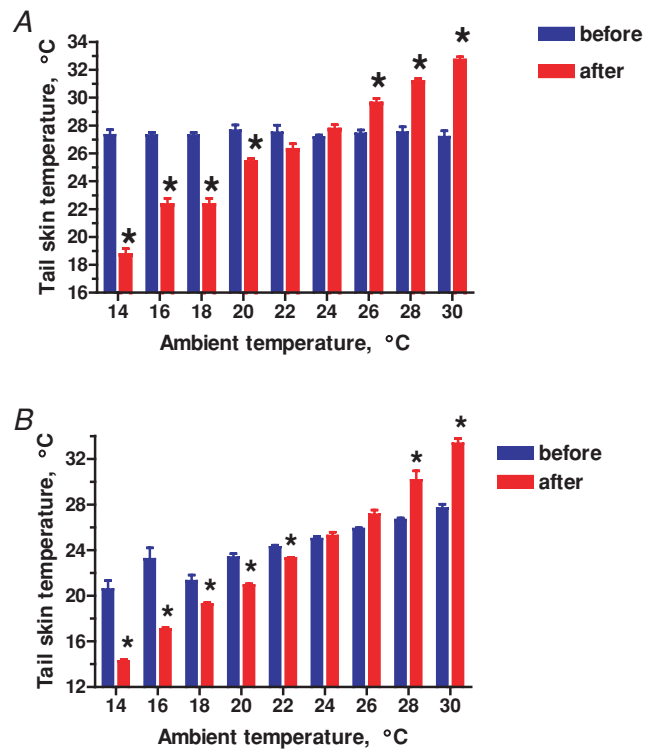 A
before
after
Tail skin temperature, °C
34
32
30
28
26
24
22
20
18
16
* * * * * * *
14 16 18 20 22 24 26 28 30
Ambient temperature, °C
B
before
after
Tail skin temperature, °C
32
28
24
20
16
12
* * * * * * *
14 16 18 20 22 24 26 28 30
Ambient temperature, °C